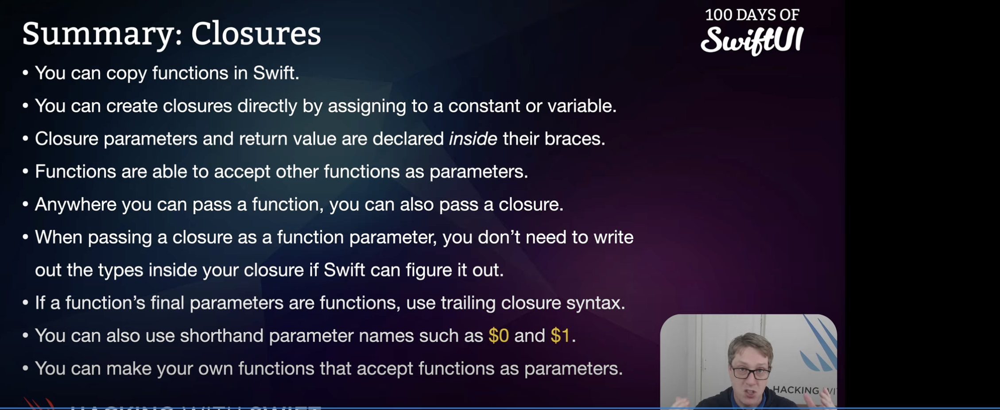 100 DAYS OF
SwiftUI
Summary: Closures
• You can copy functions in Swift.
• You can create closures directly by assigning to a constant or variable.
• Closure parameters and return value are declared inside their braces.
• Functions are able to accept other functions as parameters.
• Anywhere you can pass a function, you can also pass a closure.
• When passing a closure as a function parameter, you don’t need to write
out the types inside your closure if Swift can figure it out.
• If a function’s final parameters are functions, use trailing closure syntax.
• You can also use shorthand parameter names such as $0 and $1.
• You can make your own functions that accept functions as parameters.
HACKING WI
HACKING WITH SWIFT